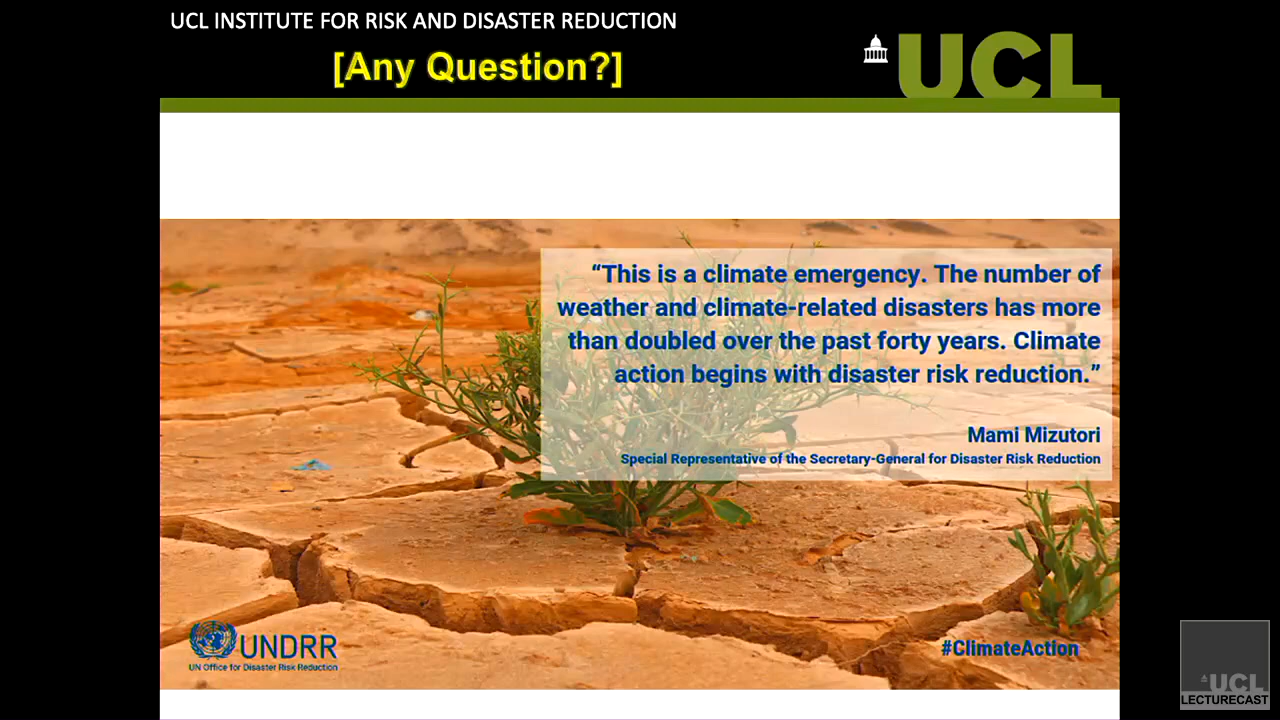 UCL INSTITUTE FOR RISK AND DISASTER REDUCTION
[Any Question?]
UCL
“This is a climate emergency. The number of
weather and climate-related disasters has more
than doubled over the past forty years. Climate
action begins with disaster risk reduction.”
Mami Mizutori
Special Representative of the Secretary-General for Disaster Risk Reduction
UNDRR
UN Office for Disaster Risk Reduction
#ClimateAction
UCL
LECTURECAST